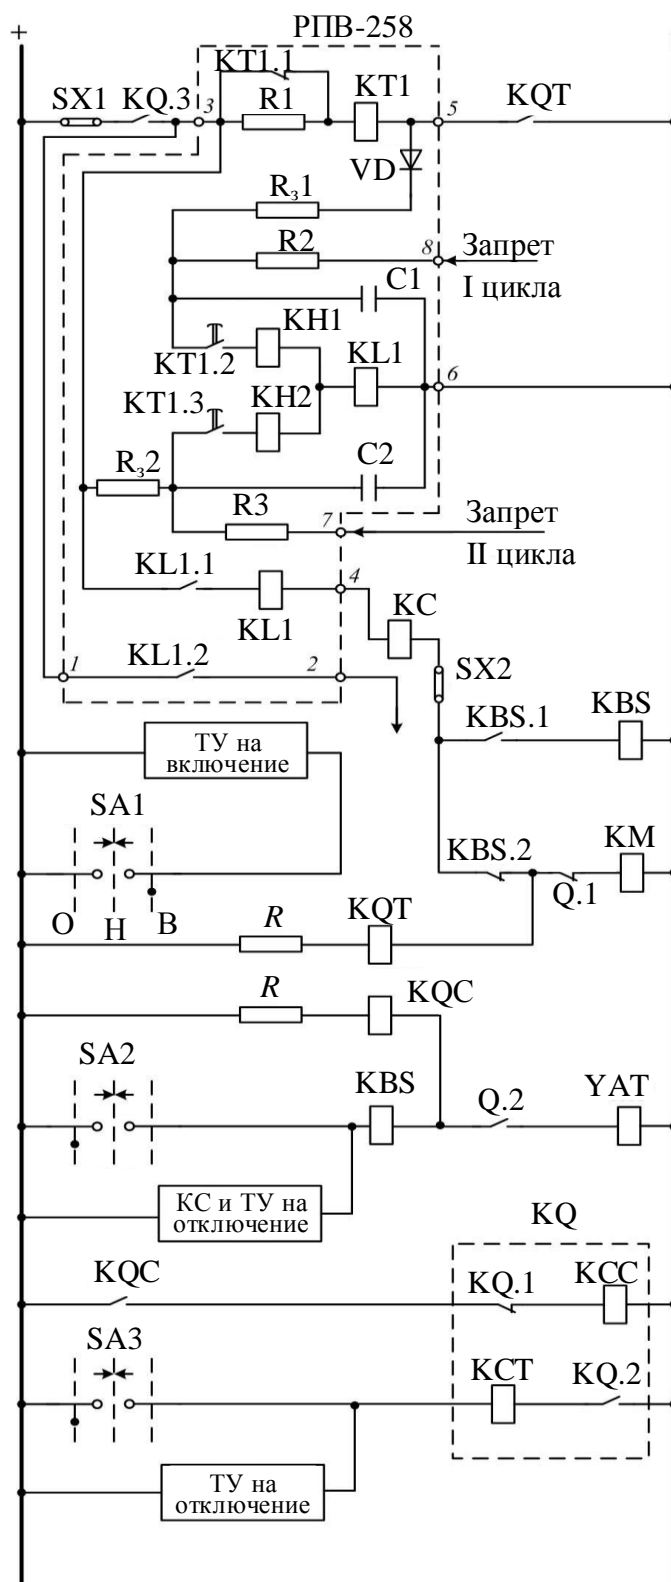 +
РПВ-258
KT1.1
SX1 KQ.3 3 R1 KT1 5 KQT
VD
Rз1
R2 8 Запрет
I цикла
C1
KH1
KT1.2 KL1 6
KT1.3 KH2
Rз2 C2
R3 7 Запрет
II цикла
KL1.1 4 KC
KL1
SX2
1 KL1.2 2
KBS.1 KBS
ТУ на
включение
SA1
KBS.2 KM
Q.1
О Н В
R KQT
R KQC
SA2
KBS Q.2 YAT
КС и ТУ на
отключение
KQ
KQC KQ.1 KCC
SA3
KCT KQ.2
ТУ на
отключение